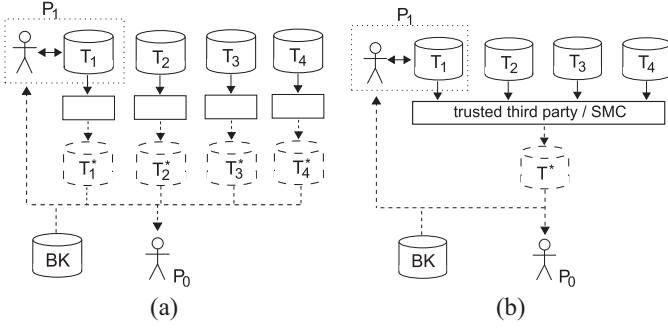 P₁
T₁ T₂ T₃ T₄
T₁* T₂* T₃* T₄*
BK
P₀
(a)
P₁
T₁ T₂ T₃ T₄
trusted third party / SMC
T*
BK
P₀
(b)